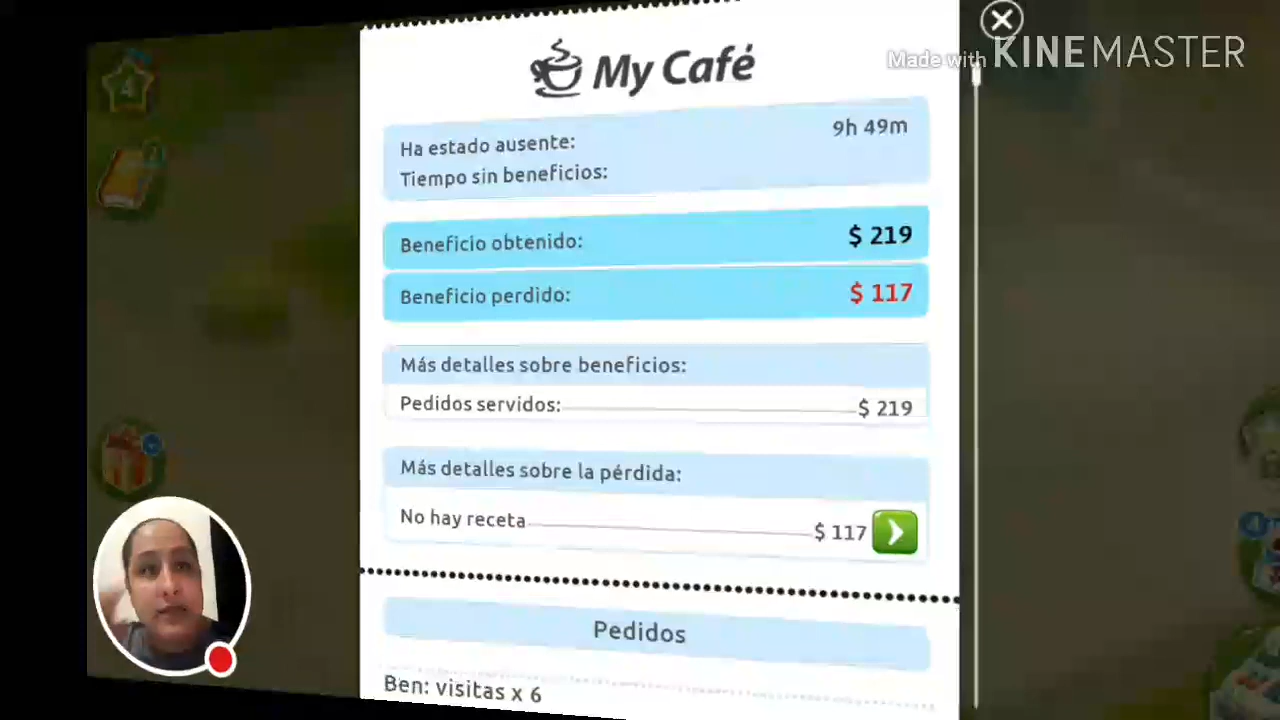 My Café
Made with KINEMASTER
Ha estado ausente: 9h 49m
Tiempo sin beneficios:
Beneficio obtenido: $ 219
Beneficio perdido: $ 117
Más detalles sobre beneficios:
Pedidos servidos: $ 219
Más detalles sobre la pérdida:
No hay receta $ 117
Pedidos
Ben: visitas x 6
4
4